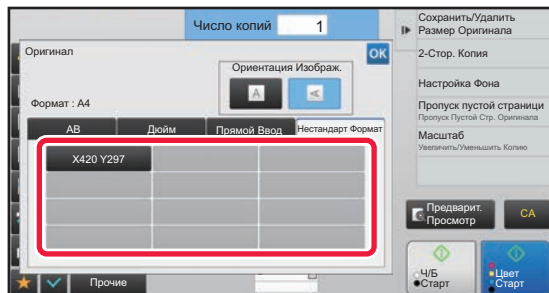 Число копий 1
Оригинал
OK
Ориентация Изображ.
A A
Формат : A4
AB Дюйм Прямой Ввод Нестандарт Формат
X420 Y297
Прочие
Сохранить/Удалить
Размер Оригинала
2-Стор. Копия
Настройка Фона
Пропуск пустой страници
Пропуск Пустой Стр. Оригинала
Масштаб
Увеличить/Уменьшить Копию
Предварит.
Просмотр
CA
Ч/Б
Старт
Цвет
Старт